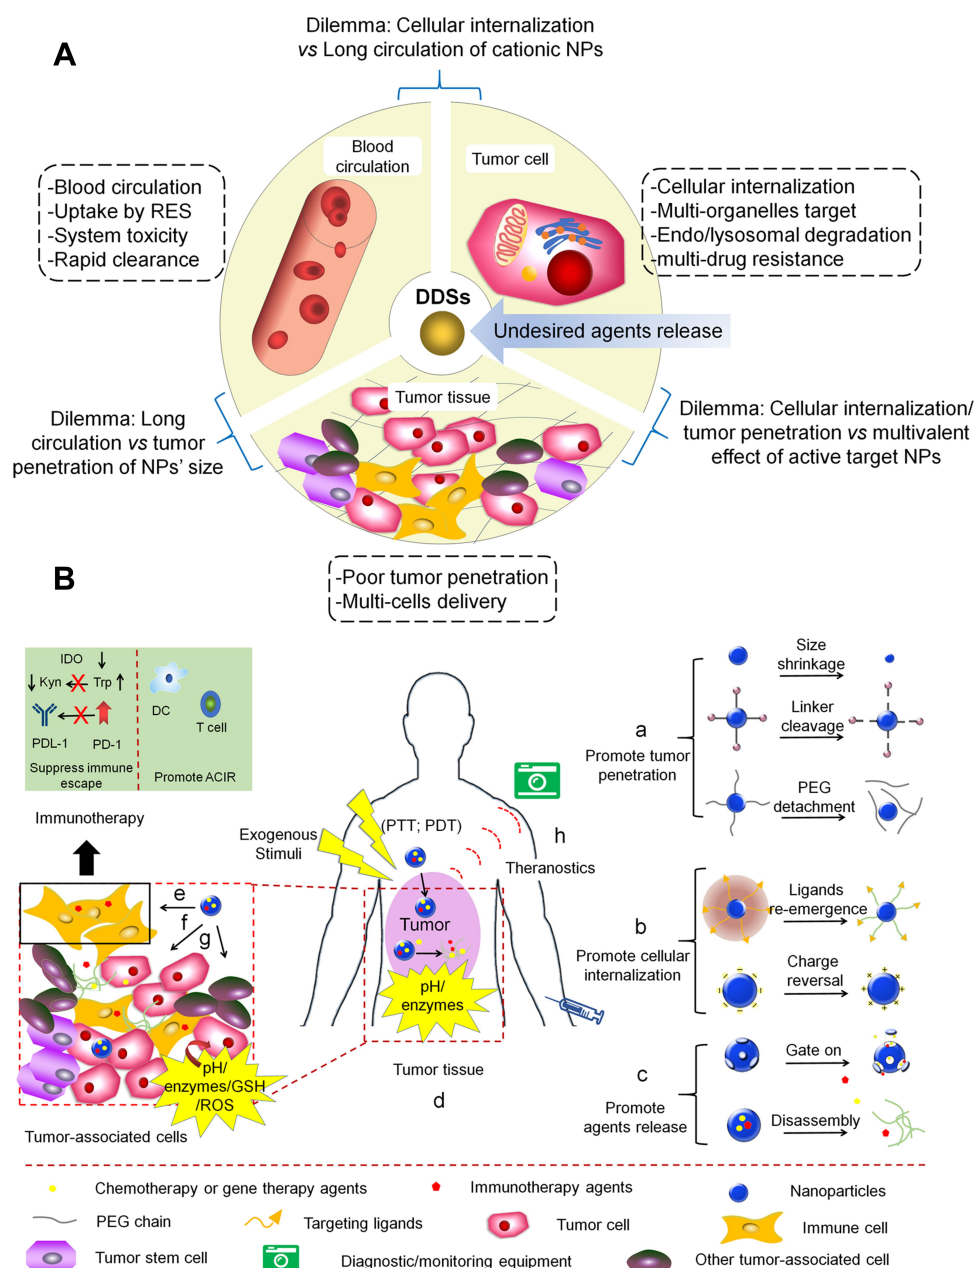 A
Dilemma: Cellular internalization
vs Long circulation of cationic NPs
Blood
circulation
Tumor cell
-Blood circulation
-Uptake by RES
-System toxicity
-Rapid clearance
-Cellular internalization
-Multi-organelles target
-Endo/lysosomal degradation
-multi-drug resistance
DDSs
Undesired agents release
Tumor tissue
Dilemma: Long
circulation vs tumor
penetration of NPs' size
Dilemma: Cellular internalization/
tumor penetration vs multivalent
effect of active target NPs
-Poor tumor penetration
-Multi-cells delivery
B
IDO
Kyn
Trp
PDL-1
PD-1
Suppress immune
escape
DC
T cell
Promote ACIR
Immunotherapy
Exogenous
Stimuli
(PTT; PDT)
h
Theranostics
Tumor
pH/
enzymes
Tumor tissue
d
e
f
g
pH/
enzymes/GSH
/ROS
Tumor-associated cells
a
Promote tumor
penetration
Size
shrinkage
Linker
cleavage
PEG
detachment
b
Promote cellular
internalization
Ligands
re-emergence
Charge
reversal
c
Promote
agents release
Gate on
Disassembly
Chemotherapy or gene therapy agents
Immunotherapy agents
Nanoparticles
PEG chain
Targeting ligands
Tumor cell
Immune cell
Tumor stem cell
Diagnostic/monitoring equipment
Other tumor-associated cell